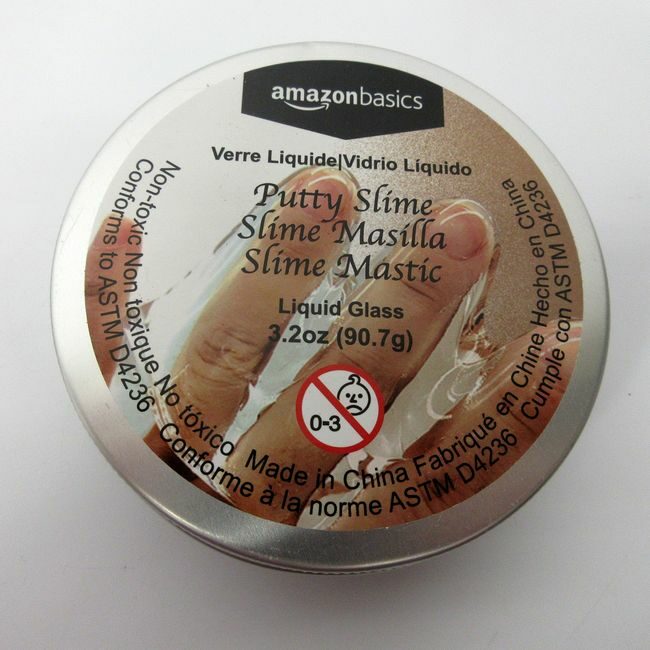 amazonbasics
Verre Liquide|Vidrio Líquido
Putty Slime
Slime Masilla
Slime Mastic
Liquid Glass
3.2oz (90.7g)
0-3
Non-toxic Non toxique No tóxico Made in China Fabriqué en Chine Hecho en China
Conforms to ASTM D4236 Conforme à la norme ASTM D4236 Cumple con ASTM D4236